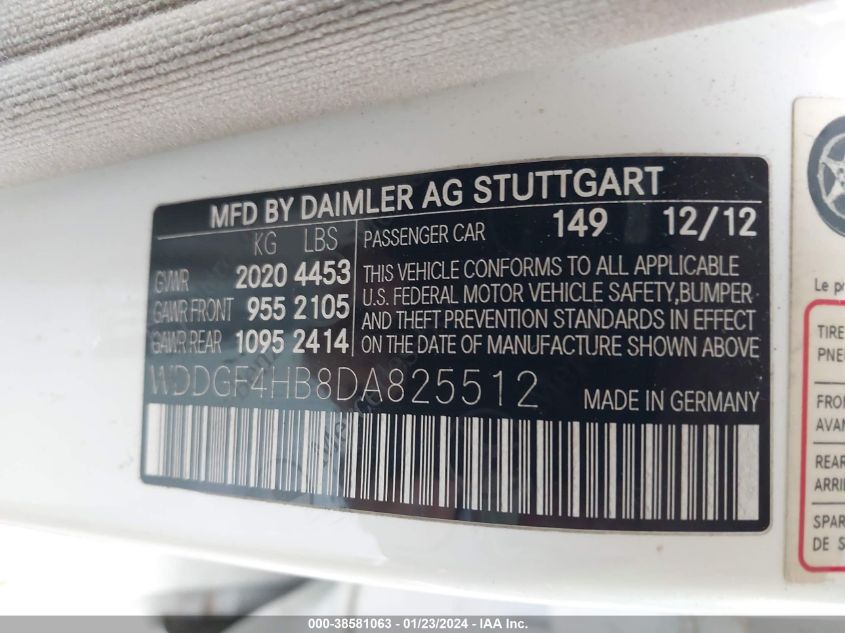 MFD BY DAIMLER AG STUTTGART
KG LBS
GVWR 2020 4453
GAWR FRONT 955 2105
GAWR REAR 1095 2414
PASSENGER CAR 149 12/12
THIS VEHICLE CONFORMS TO ALL APPLICABLE
U.S. FEDERAL MOTOR VEHICLE SAFETY,BUMPER
AND THEFT PREVENTION STANDARDS IN EFFECT
ON THE DATE OF MANUFACTURE SHOWN ABOVE
WDDGF4HB8DA825512
MADE IN GERMANY
Le p
TIRE
PNE
FRO
AVAN
REAR
ARRI
SPAR
DE S
000-38581063 - 01/23/2024 - IAA Inc.